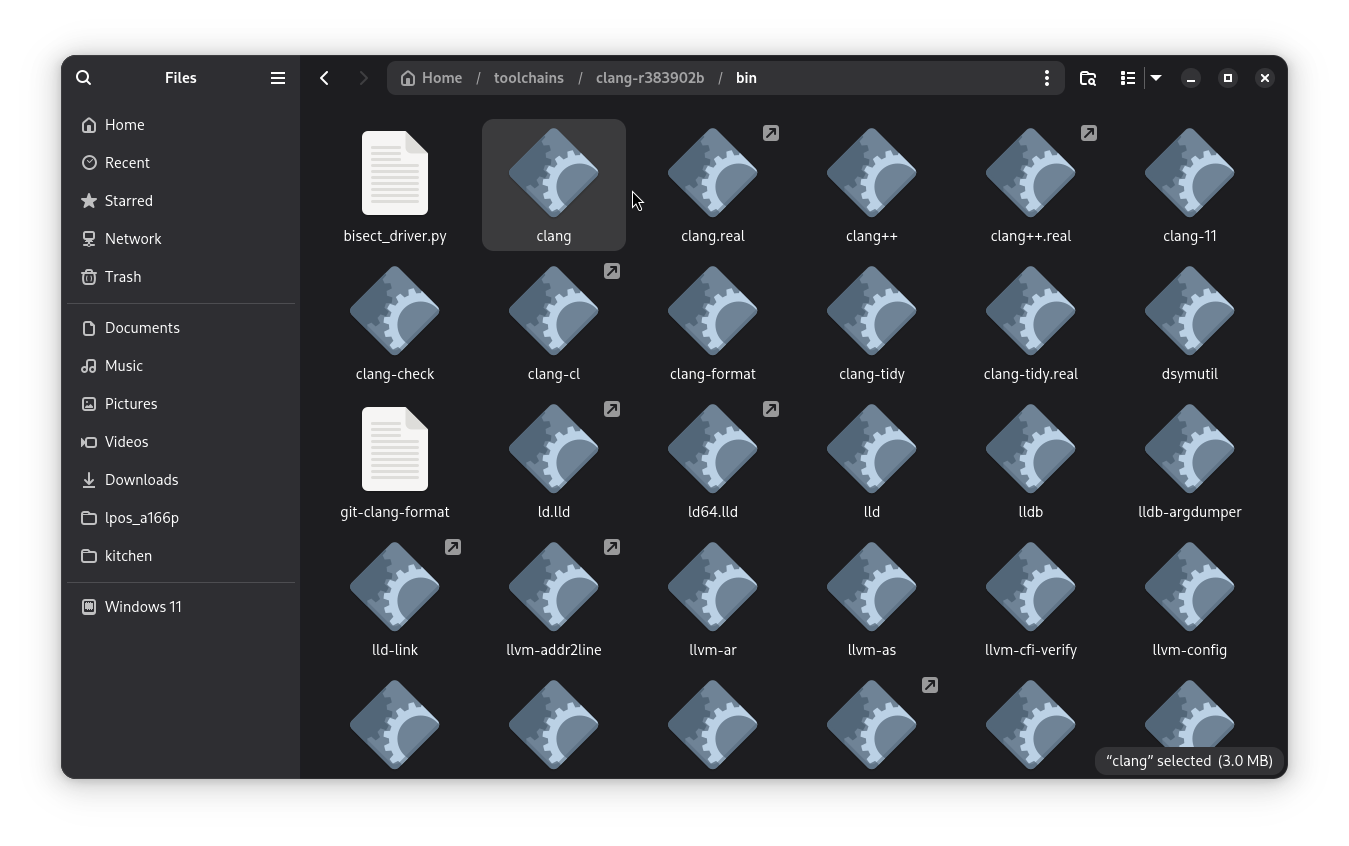 Files
Home / toolchains / clang-r383902b / bin
Home
Recent
Starred
Network
Trash
Documents
Music
Pictures
Videos
Downloads
lpos_a166p
kitchen
Windows 11
bisect_driver.py
clang
clang.real
clang++
clang++.real
clang-11
clang-check
clang-cl
clang-format
clang-tidy
clang-tidy.real
dsymutil
git-clang-format
ld.lld
ld64.lld
lld
lldb
lldb-argdumper
lld-link
llvm-addr2line
llvm-ar
llvm-as
llvm-cfi-verify
llvm-config
“clang” selected (3.0 MB)